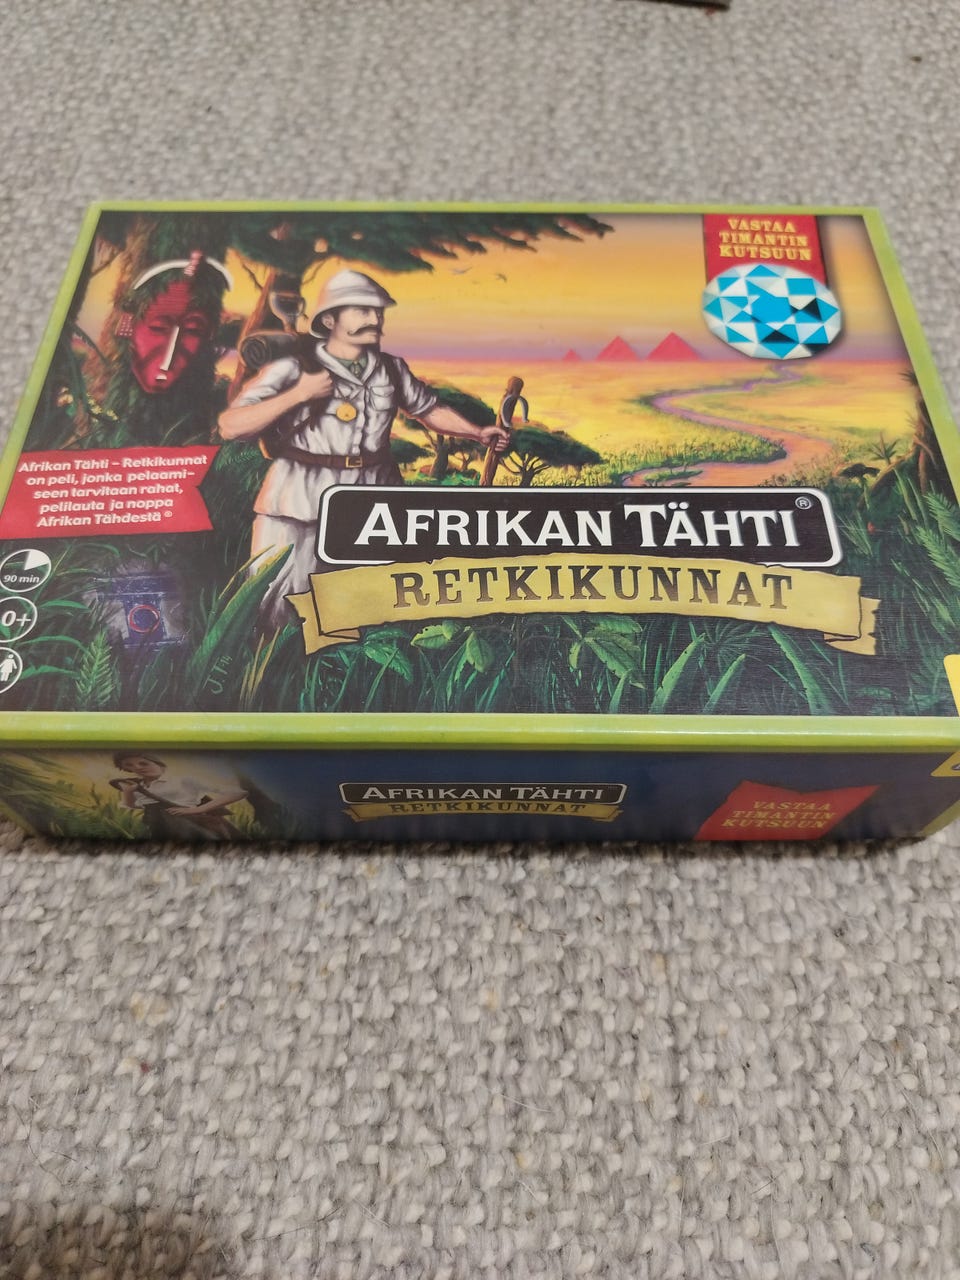 VASTAA
TIMANTIN
KUTSUUN
Afrikan Tähti – Retkikunnat
on peli, jonka pelaami-
seen tarvitaan rahat,
pelilauta ja noppa
Afrikan Tähdestä®
90 min
0+
AFRIKAN TÄHTI®
RETKIKUNNAT
AFRIKAN TÄHTI
RETKIKUNNAT
VASTAA
TIMANTIN
KUTSUUN